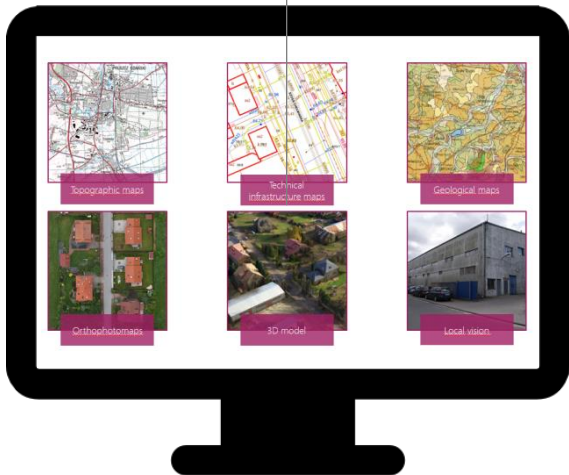 Topographic maps
Technical
infrastructure maps
Geological maps
Orthophotomaps
3D model
Local vision